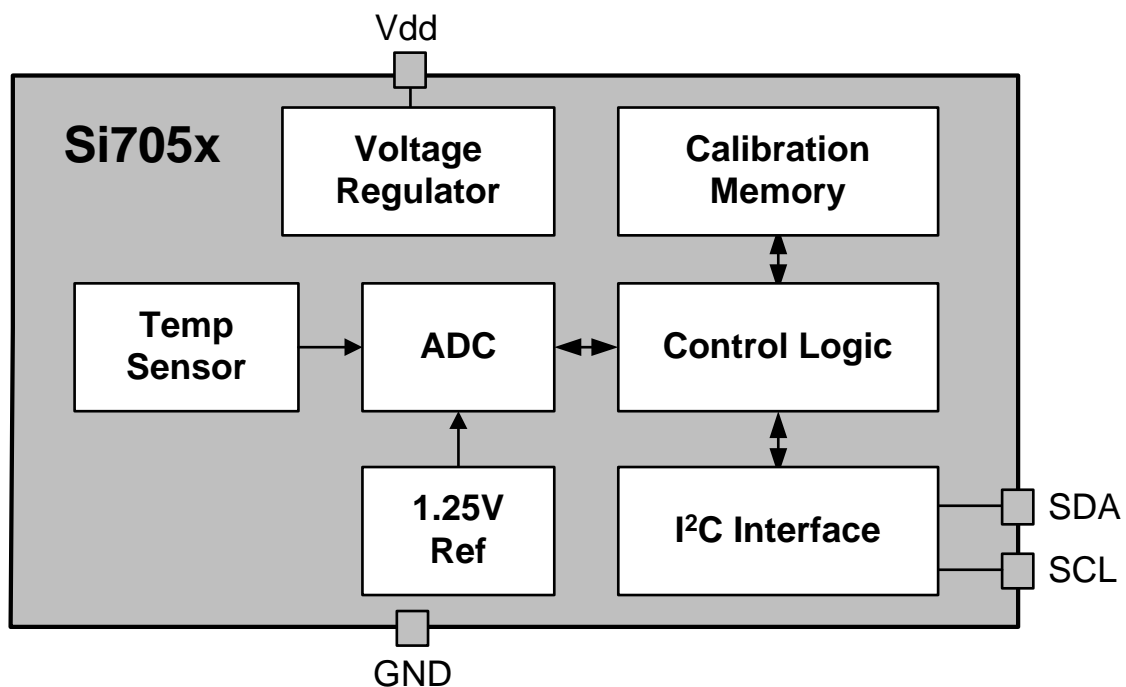 Vdd
Si705x
Voltage
Regulator
Calibration
Memory
Temp
Sensor
ADC
Control Logic
1.25V
Ref
I²C Interface
SDA
SCL
GND